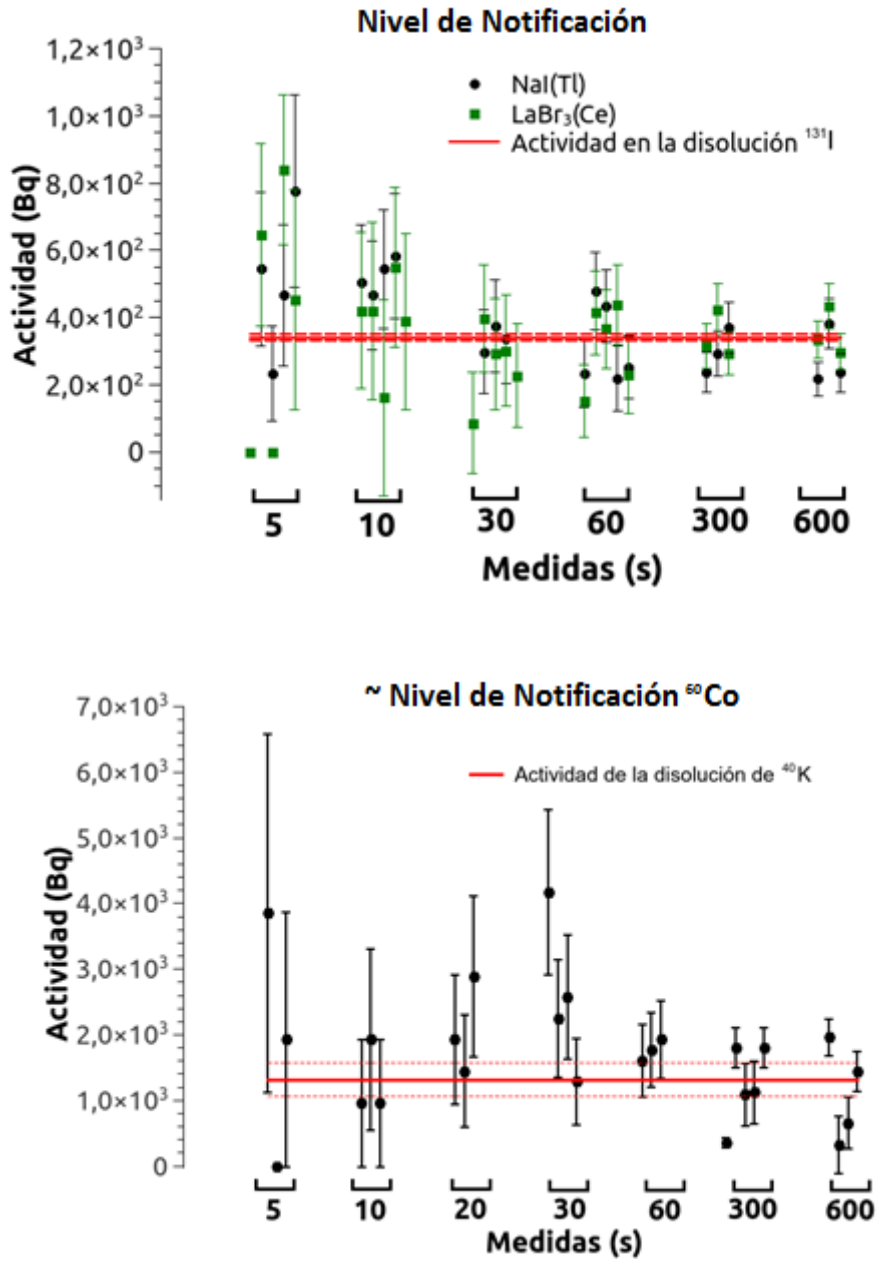 Nivel de Notificación
1,2×10³
1,0×10³
8,0×10²
6,0×10²
4,0×10²
2,0×10²
0
Actividad (Bq)
NaI(Tl)
LaBr₃(Ce)
Actividad en la disolución ¹³¹I
5 10 30 60 300 600
Medidas (s)
~ Nivel de Notificación ⁶⁰Co
7,0×10³
6,0×10³
5,0×10³
4,0×10³
3,0×10³
2,0×10³
1,0×10³
0
Actividad (Bq)
Actividad de la disolución de ⁴⁰K
5 10 20 30 60 300 600
Medidas (s)